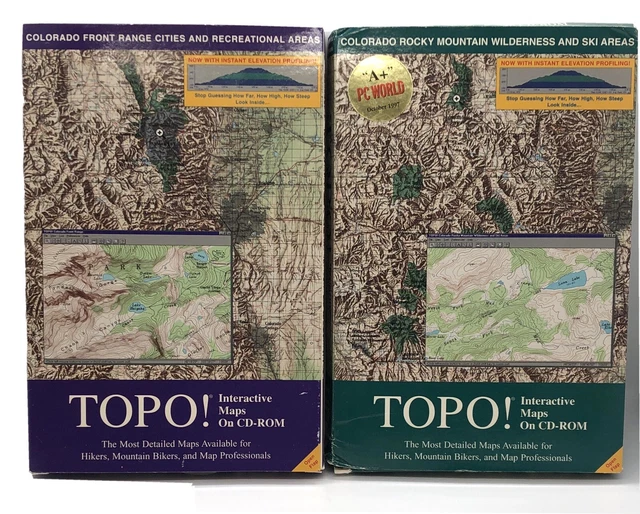 COLORADO FRONT RANGE CITIES AND RECREATIONAL AREAS
NOW WITH INSTANT ELEVATION PROFILING!
Stop Guessing How Far, How High, How Steep
Look Inside...
TOPO!
Interactive
Maps
On CD-ROM
The Most Detailed Maps Available for
Hikers, Mountain Bikers, and Map Professionals
COLORADO ROCKY MOUNTAIN WILDERNESS AND SKI AREAS
"A+"
PC WORLD
October 1997
NOW WITH INSTANT ELEVATION PROFILING!
Stop Guessing How Far, How High, How Steep
Look Inside...
TOPO!
Interactive
Maps
On CD-ROM
The Most Detailed Maps Available for
Hikers, Mountain Bikers, and Map Professionals